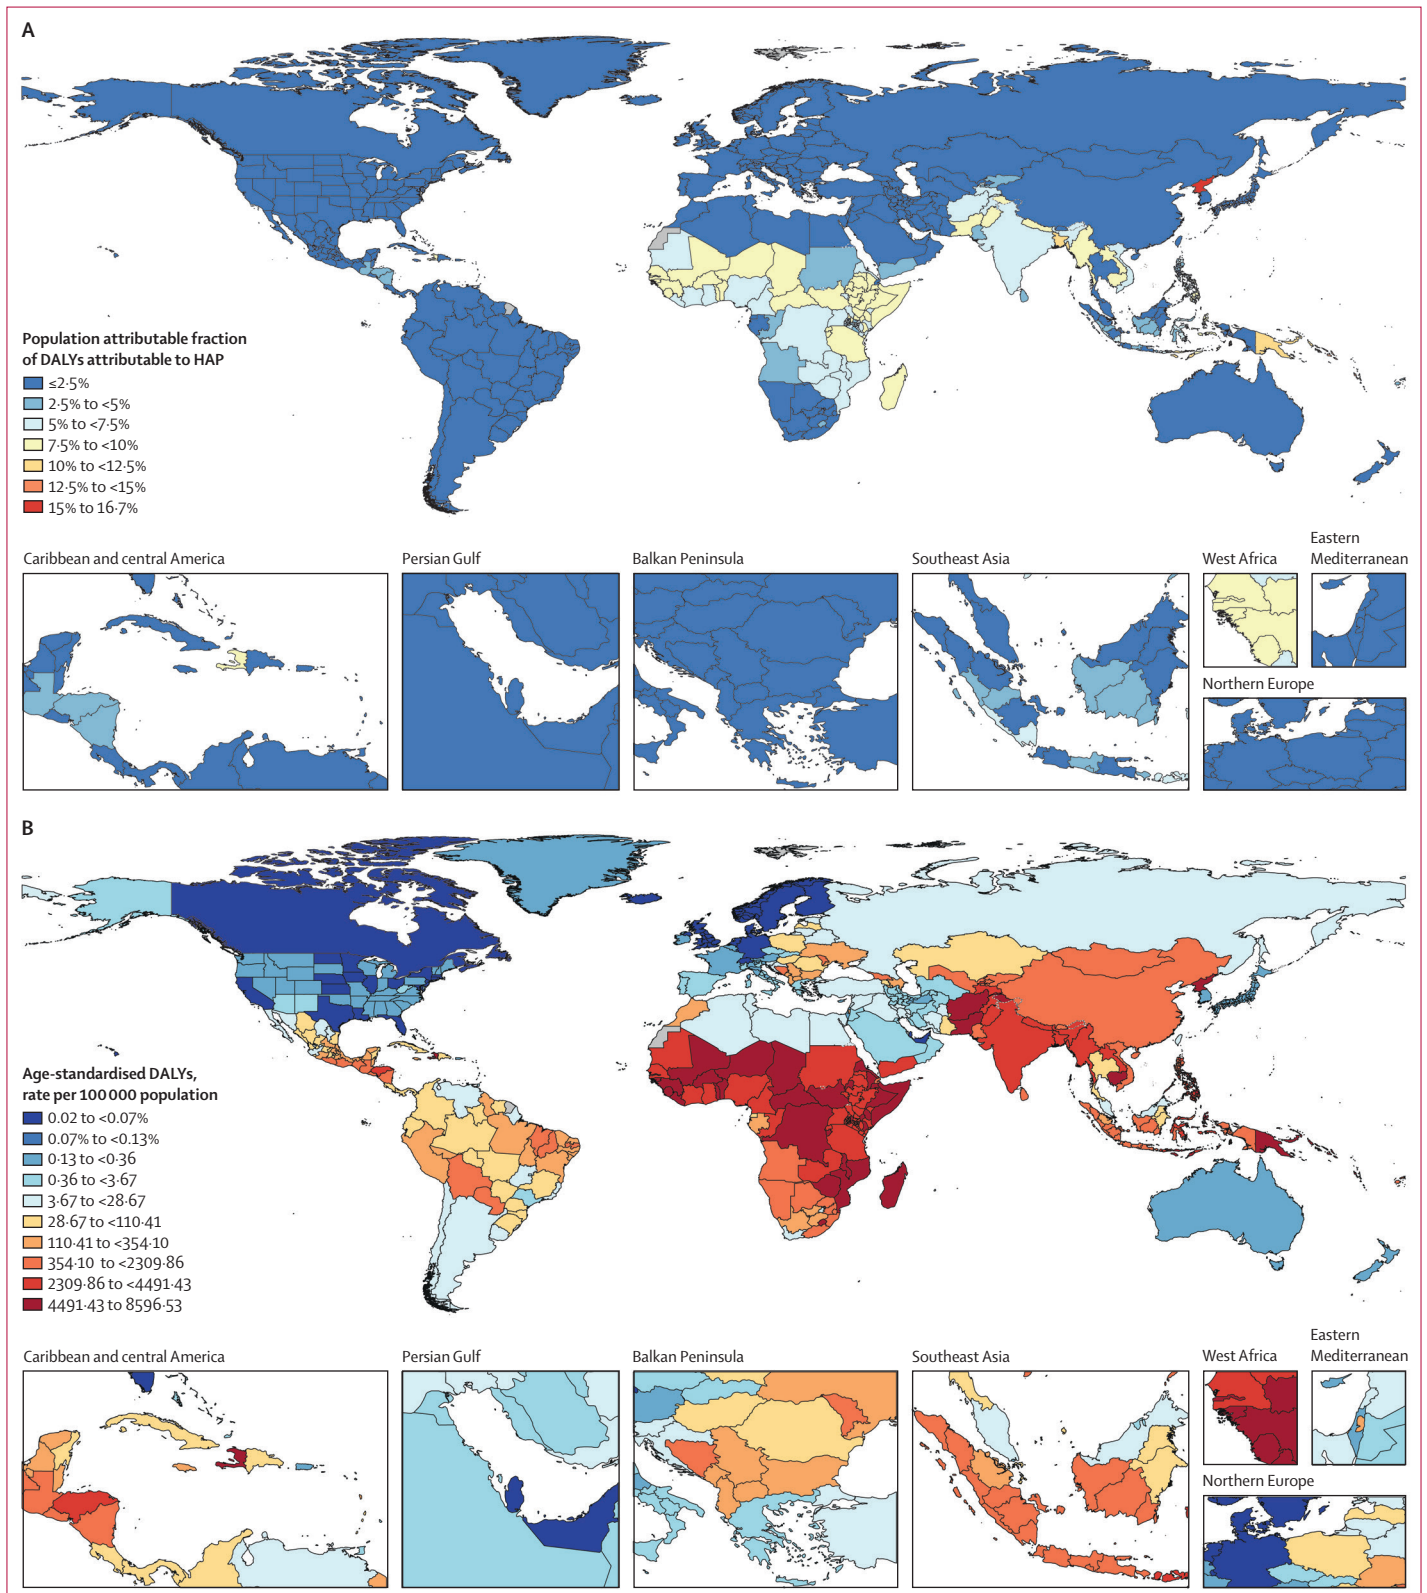 A
Population attributable fraction
of DALYs attributable to HAP
≤2·5%
2·5% to <5%
5% to <7·5%
7·5% to <10%
10% to <12·5%
12·5% to <15%
15% to 16·7%
Caribbean and central America
Persian Gulf
Balkan Peninsula
Southeast Asia
West Africa
Eastern
Mediterranean
Northern Europe
B
Age-standardised DALYs,
rate per 100 000 population
0.02 to <0.07%
0.07% to <0.13%
0·13 to <0·36
0·36 to <3·67
3·67 to <28·67
28·67 to <110·41
110·41 to <354·10
354·10 to <2309·86
2309·86 to <4491·43
4491·43 to 8596·53
Caribbean and central America
Persian Gulf
Balkan Peninsula
Southeast Asia
West Africa
Eastern
Mediterranean
Northern Europe